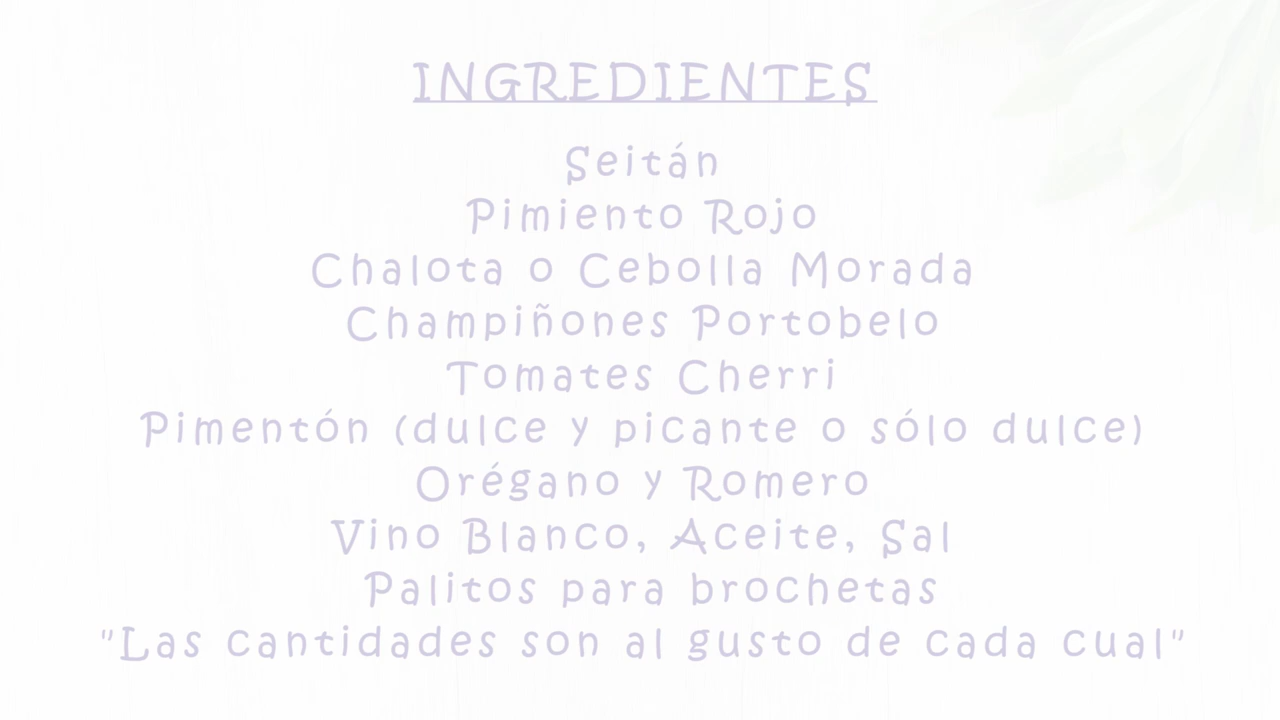 INGREDIENTES
Seitán
Pimiento Rojo
Chalota o Cebolla Morada
Champiñones Portobelo
Tomates Cherri
Pimentón (dulce y picante o sólo dulce)
Orégano y Romero
Vino Blanco, Aceite, Sal
Palitos para brochetas
"Las cantidades son al gusto de cada cual"